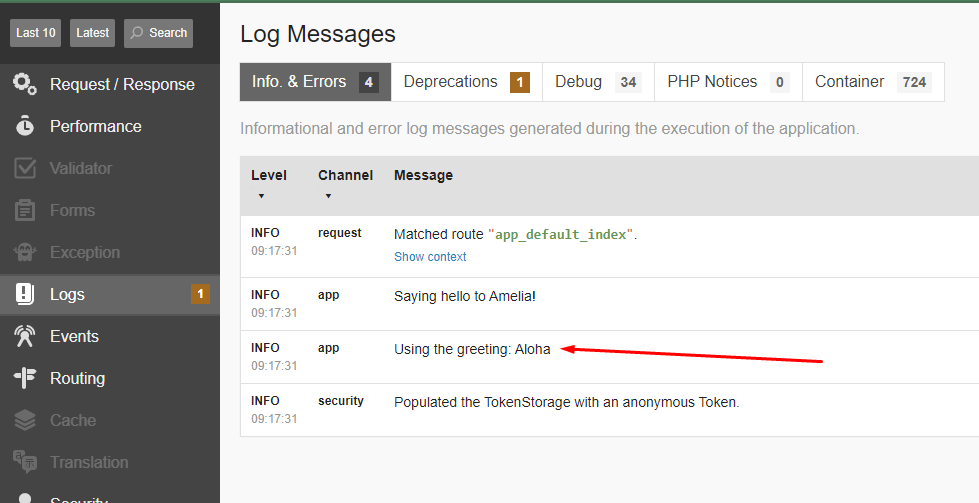 Last 10 Latest Search
Request / Response
Performance
Validator
Forms
Exception
Logs 1
Events
Routing
Cache
Translation
Security
Log Messages
Info. & Errors 4 Deprecations 1 Debug 34 PHP Notices 0 Container 724
Informational and error log messages generated during the execution of the application.
Level Channel Message
INFO request Matched route "app_default_index".
09:17:31 Show context
INFO app Saying hello to Amelia!
09:17:31
INFO app Using the greeting: Aloha
09:17:31
INFO security Populated the TokenStorage with an anonymous Token.
09:17:31